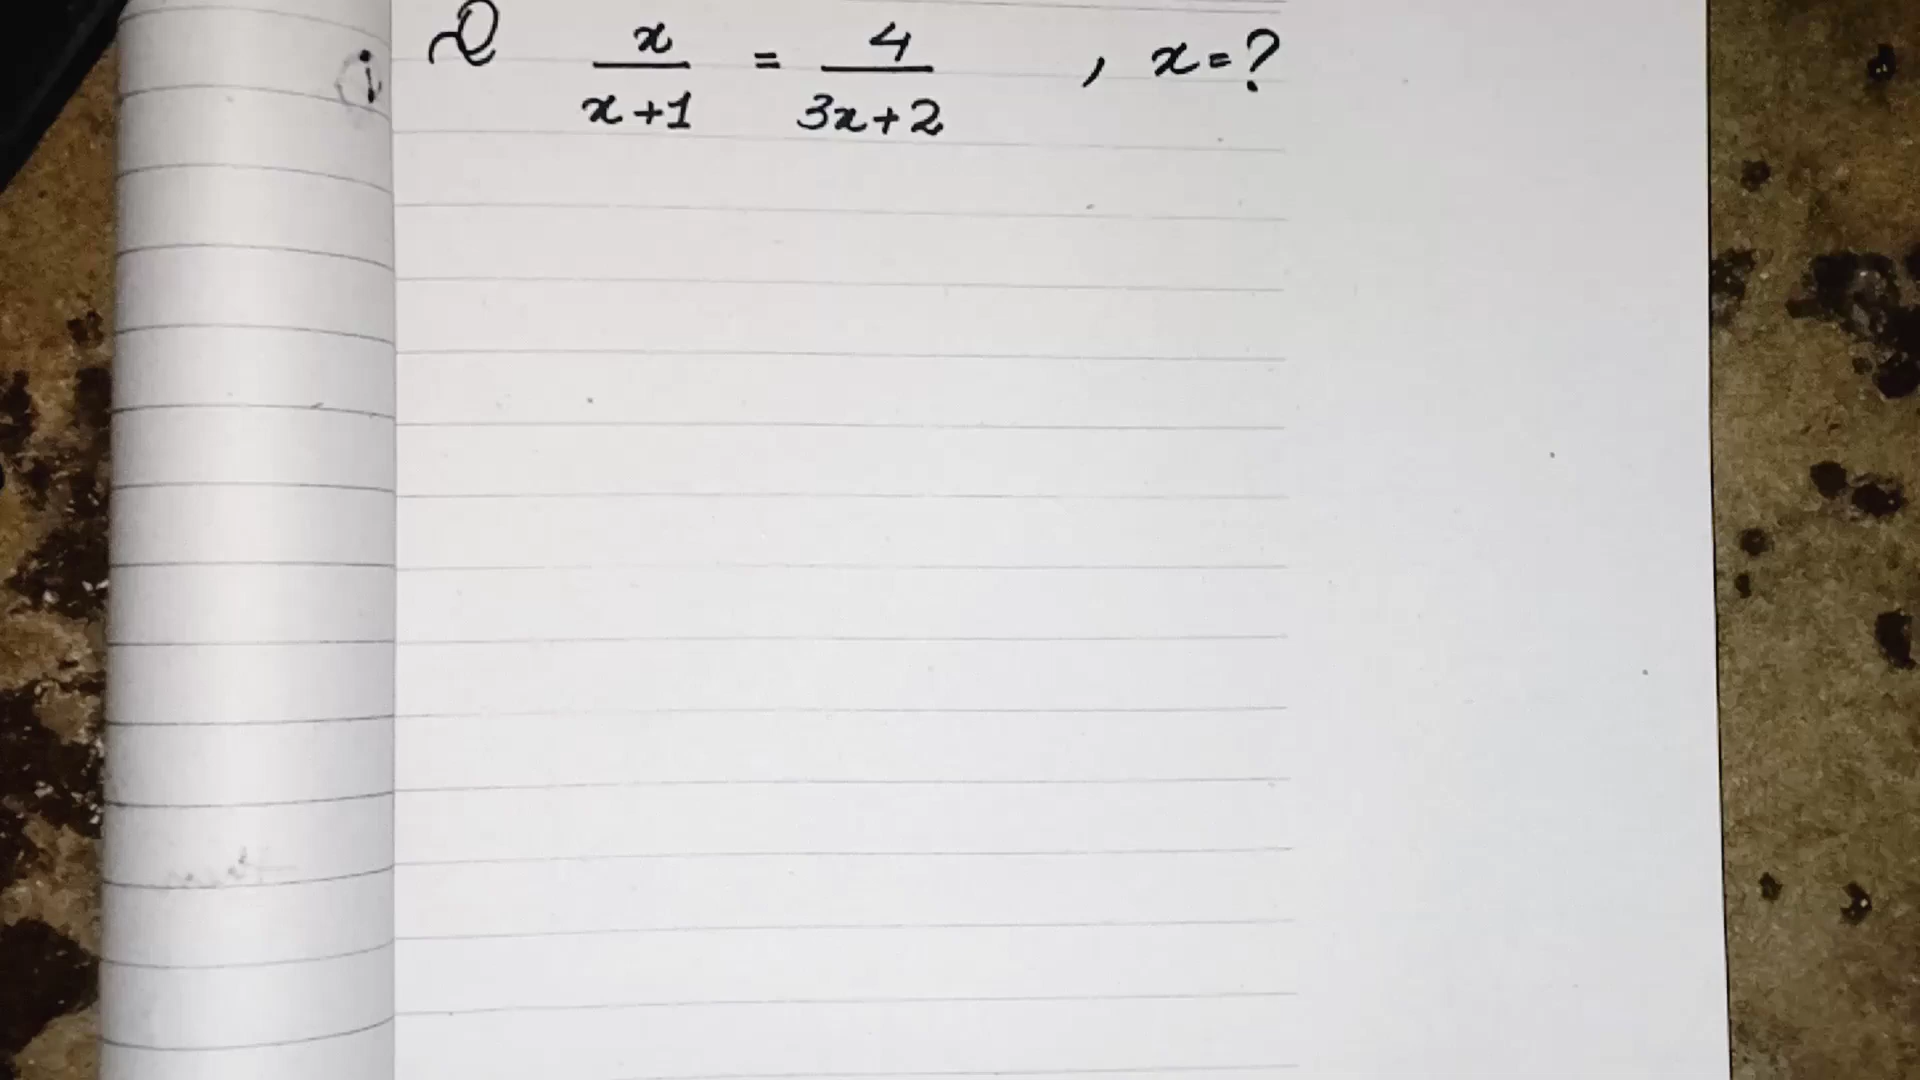 Q x/(x+1) = 4/(3x+2) , x=?